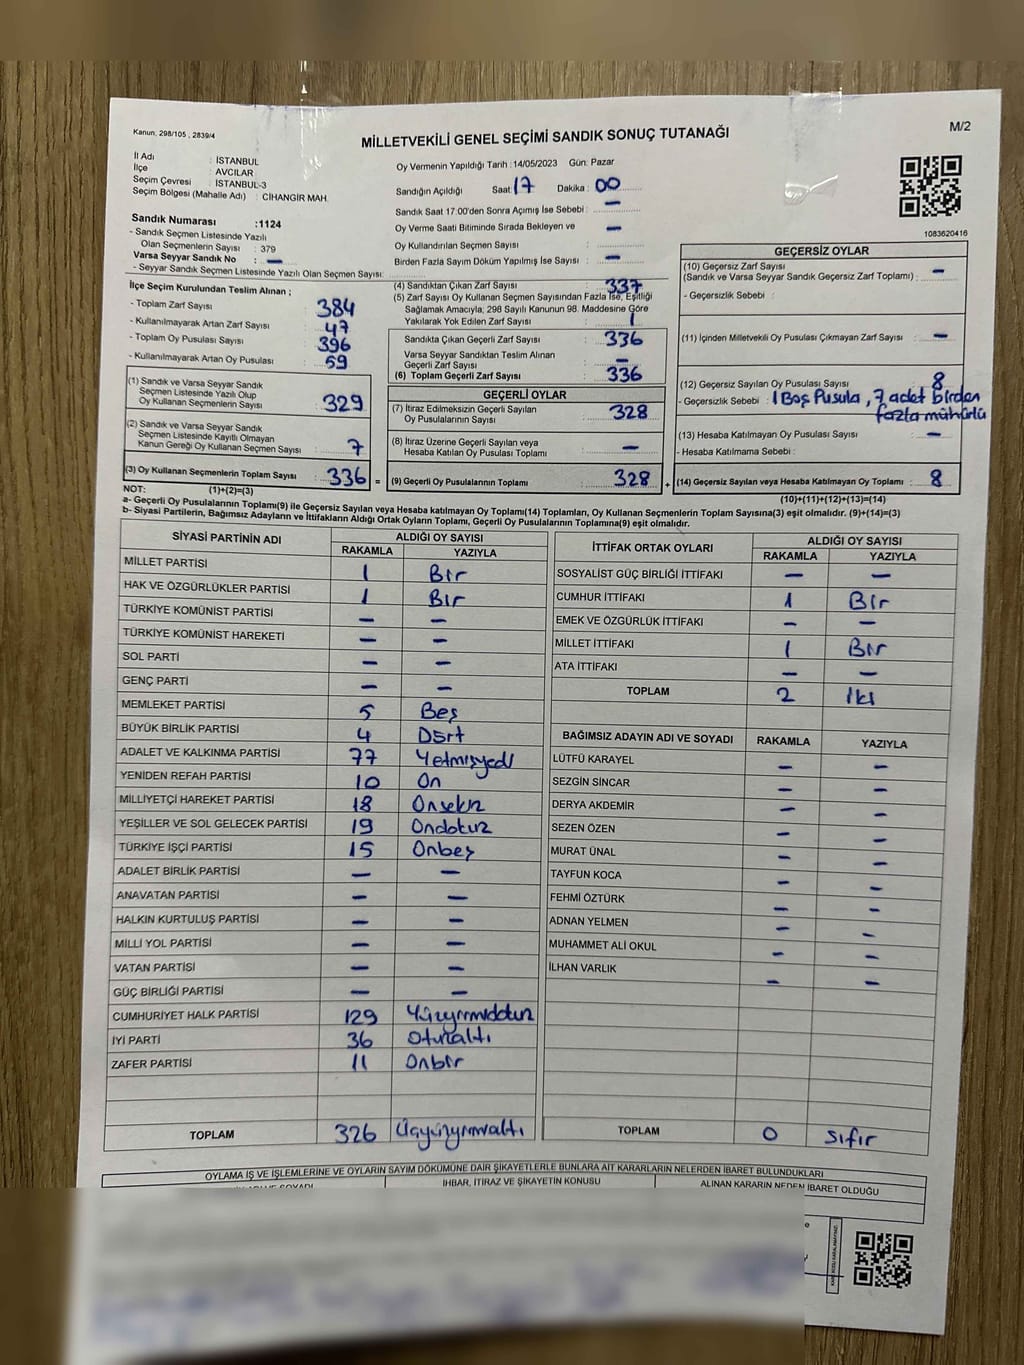 Kanun, 298/105 , 2839/4
MİLLETVEKİLİ GENEL SEÇİMİ SANDIK SONUÇ TUTANAĞI
M/2
İl Adı : İSTANBUL
İlçe : AVCILAR
Seçim Çevresi : İSTANBUL-3
Seçim Bölgesi (Mahalle Adı) : CİHANGİR MAH.
Oy Vermenin Yapıldığı Tarih :14/05/2023 Gün: Pazar
Sandığın Açıldığı Saat: 17 Dakika : 00
Sandık Saat 17:00'den Sonra Açımış İse Sebebi : –
Oy Verme Saati Bitiminde Sırada Bekleyen ve
Oy Kullandırılan Seçmen Sayısı : –
Birden Fazla Sayım Döküm Yapılmış İse Sayısı : –
1083620416
Sandık Numarası :1124
- Sandık Seçmen Listesinde Yazılı
Olan Seçmenlerin Sayısı : 379
Varsa Seyyar Sandık No : –
- Seyyar Sandık Seçmen Listesinde Yazılı Olan Seçmen Sayısı:
İlçe Seçim Kurulundan Teslim Alınan ;
- Toplam Zarf Sayısı : 384
- Kullanılmayarak Artan Zarf Sayısı : 47
- Toplam Oy Pusulası Sayısı : 396
- Kullanılmayarak Artan Oy Pusulası : 59
(1) Sandık ve Varsa Seyyar Sandık
Seçmen Listesinde Yazılı Olup
Oy Kullanan Seçmenlerin Sayısı : 329
(2) Sandık ve Varsa Seyyar Sandık
Seçmen Listesinde Kayıtlı Olmayan
Kanun Gereği Oy Kullanan Seçmen Sayısı : 7
(3) Oy Kullanan Seçmenlerin Toplam Sayısı : 336 =
(4) Sandıktan Çıkan Zarf Sayısı : 337
(5) Zarf Sayısı Oy Kullanan Seçmen Sayısından Fazla İse, Eşitliği
Sağlamak Amacıyla, 298 Sayılı Kanunun 98. Maddesine Göre
Yakılarak Yok Edilen Zarf Sayısı : 1
Sandıkta Çıkan Geçerli Zarf Sayısı : 336
Varsa Seyyar Sandıktan Teslim Alınan
Geçerli Zarf Sayısı : –
(6) Toplam Geçerli Zarf Sayısı : 336
GEÇERLİ OYLAR
(7) İtiraz Edilmeksizin Geçerli Sayılan
Oy Pusulalarının Sayısı : 328
(8) İtiraz Üzerine Geçerli Sayılan veya
Hesaba Katılan Oy Pusulası Toplamı : –
(9) Geçerli Oy Pusulalarının Toplamı : 328 +
GEÇERSİZ OYLAR
(10) Geçersiz Zarf Sayısı
(Sandık ve Varsa Seyyar Sandık Geçersiz Zarf Toplamı) : –
- Geçersizlik Sebebi :
(11) İçinden Milletvekili Oy Pusulası Çıkmayan Zarf Sayısı : –
(12) Geçersiz Sayılan Oy Pusulası Sayısı : 8
- Geçersizlik Sebebi : 1 Boş Pusula , 7 adet birden
fazla mühürlü
(13) Hesaba Katılmayan Oy Pusulası Sayısı : –
- Hesaba Katılmama Sebebi :
(14) Geçersiz Sayılan veya Hesaba Katılmayan Oy Toplamı : 8
NOT: (1)+(2)=(3)
(10)+(11)+(12)+(13)=(14)
a- Geçerli Oy Pusulalarının Toplamı(9) ile Geçersiz Sayılan veya Hesaba katılmayan Oy Toplamı(14) Toplamları, Oy Kullanan Seçmenlerin Toplam Sayısına(3) eşit olmalıdır. (9)+(14)=(3)
b- Siyasi Partilerin, Bağımsız Adayların ve İttifakların Aldığı Ortak Oyların Toplamı, Geçerli Oy Pusulalarının Toplamına(9) eşit olmalıdır.
SİYASİ PARTİNİN ADI ALDIĞI OY SAYISI
RAKAMLA YAZIYLA
MİLLET PARTİSİ 1 Bir
HAK VE ÖZGÜRLÜKLER PARTİSİ 1 Bir
TÜRKİYE KOMÜNİST PARTİSİ – –
TÜRKİYE KOMÜNİST HAREKETİ – –
SOL PARTİ – –
GENÇ PARTİ – –
MEMLEKET PARTİSİ 5 Beş
BÜYÜK BİRLİK PARTİSİ 4 Dört
ADALET VE KALKINMA PARTİSİ 77 Yetmişyedi
YENİDEN REFAH PARTİSİ 10 On
MİLLİYETÇİ HAREKET PARTİSİ 18 Onsekiz
YEŞİLLER VE SOL GELECEK PARTİSİ 19 Ondokuz
TÜRKİYE İŞÇİ PARTİSİ 15 Onbeş
ADALET BİRLİK PARTİSİ – –
ANAVATAN PARTİSİ – –
HALKIN KURTULUŞ PARTİSİ – –
MİLLİ YOL PARTİSİ – –
VATAN PARTİSİ – –
GÜÇ BİRLİĞİ PARTİSİ – –
CUMHURİYET HALK PARTİSİ 129 Yüzyirmidokuz
İYİ PARTİ 36 Otuzaltı
ZAFER PARTİSİ 11 Onbir
TOPLAM 326 Üçyüzyirmialtı
İTTİFAK ORTAK OYLARI ALDIĞI OY SAYISI
RAKAMLA YAZIYLA
SOSYALİST GÜÇ BİRLİĞİ İTTİFAKI – –
CUMHUR İTTİFAKI 1 Bir
EMEK VE ÖZGÜRLÜK İTTİFAKI – –
MİLLET İTTİFAKI 1 Bir
ATA İTTİFAKI – –
TOPLAM 2 İki
BAĞIMSIZ ADAYIN ADI VE SOYADI RAKAMLA YAZIYLA
LÜTFÜ KARAYEL – –
SEZGİN SİNCAR – –
DERYA AKDEMİR – –
SEZEN ÖZEN – –
MURAT ÜNAL – –
TAYFUN KOCA – –
FEHMİ ÖZTÜRK – –
ADNAN YELMEN – –
MUHAMMET ALİ OKUL – –
İLHAN VARLIK – –
TOPLAM 0 Sıfır
OYLAMA İŞ VE İŞLEMLERİNE VE OYLARIN SAYIM DÖKÜMÜNE DAİR ŞİKAYETLERLE BUNLARA AİT KARARLARIN NELERDEN İBARET BULUNDUKLARI
İHBAR, İTİRAZ VE ŞİKAYETİN KONUSU
ALINAN KARARIN NEDEN İBARET OLDUĞU